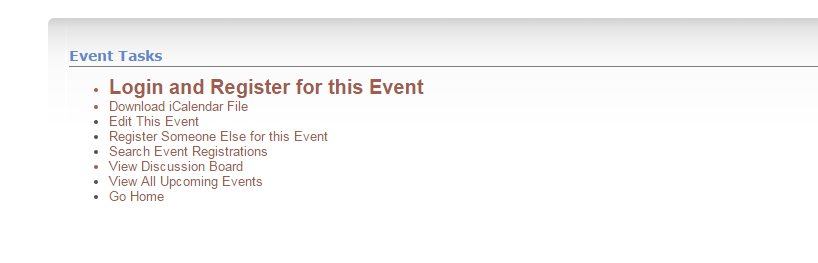 Event Tasks
Login and Register for this Event
Download iCalendar File
Edit This Event
Register Someone Else for this Event
Search Event Registrations
View Discussion Board
View All Upcoming Events
Go Home